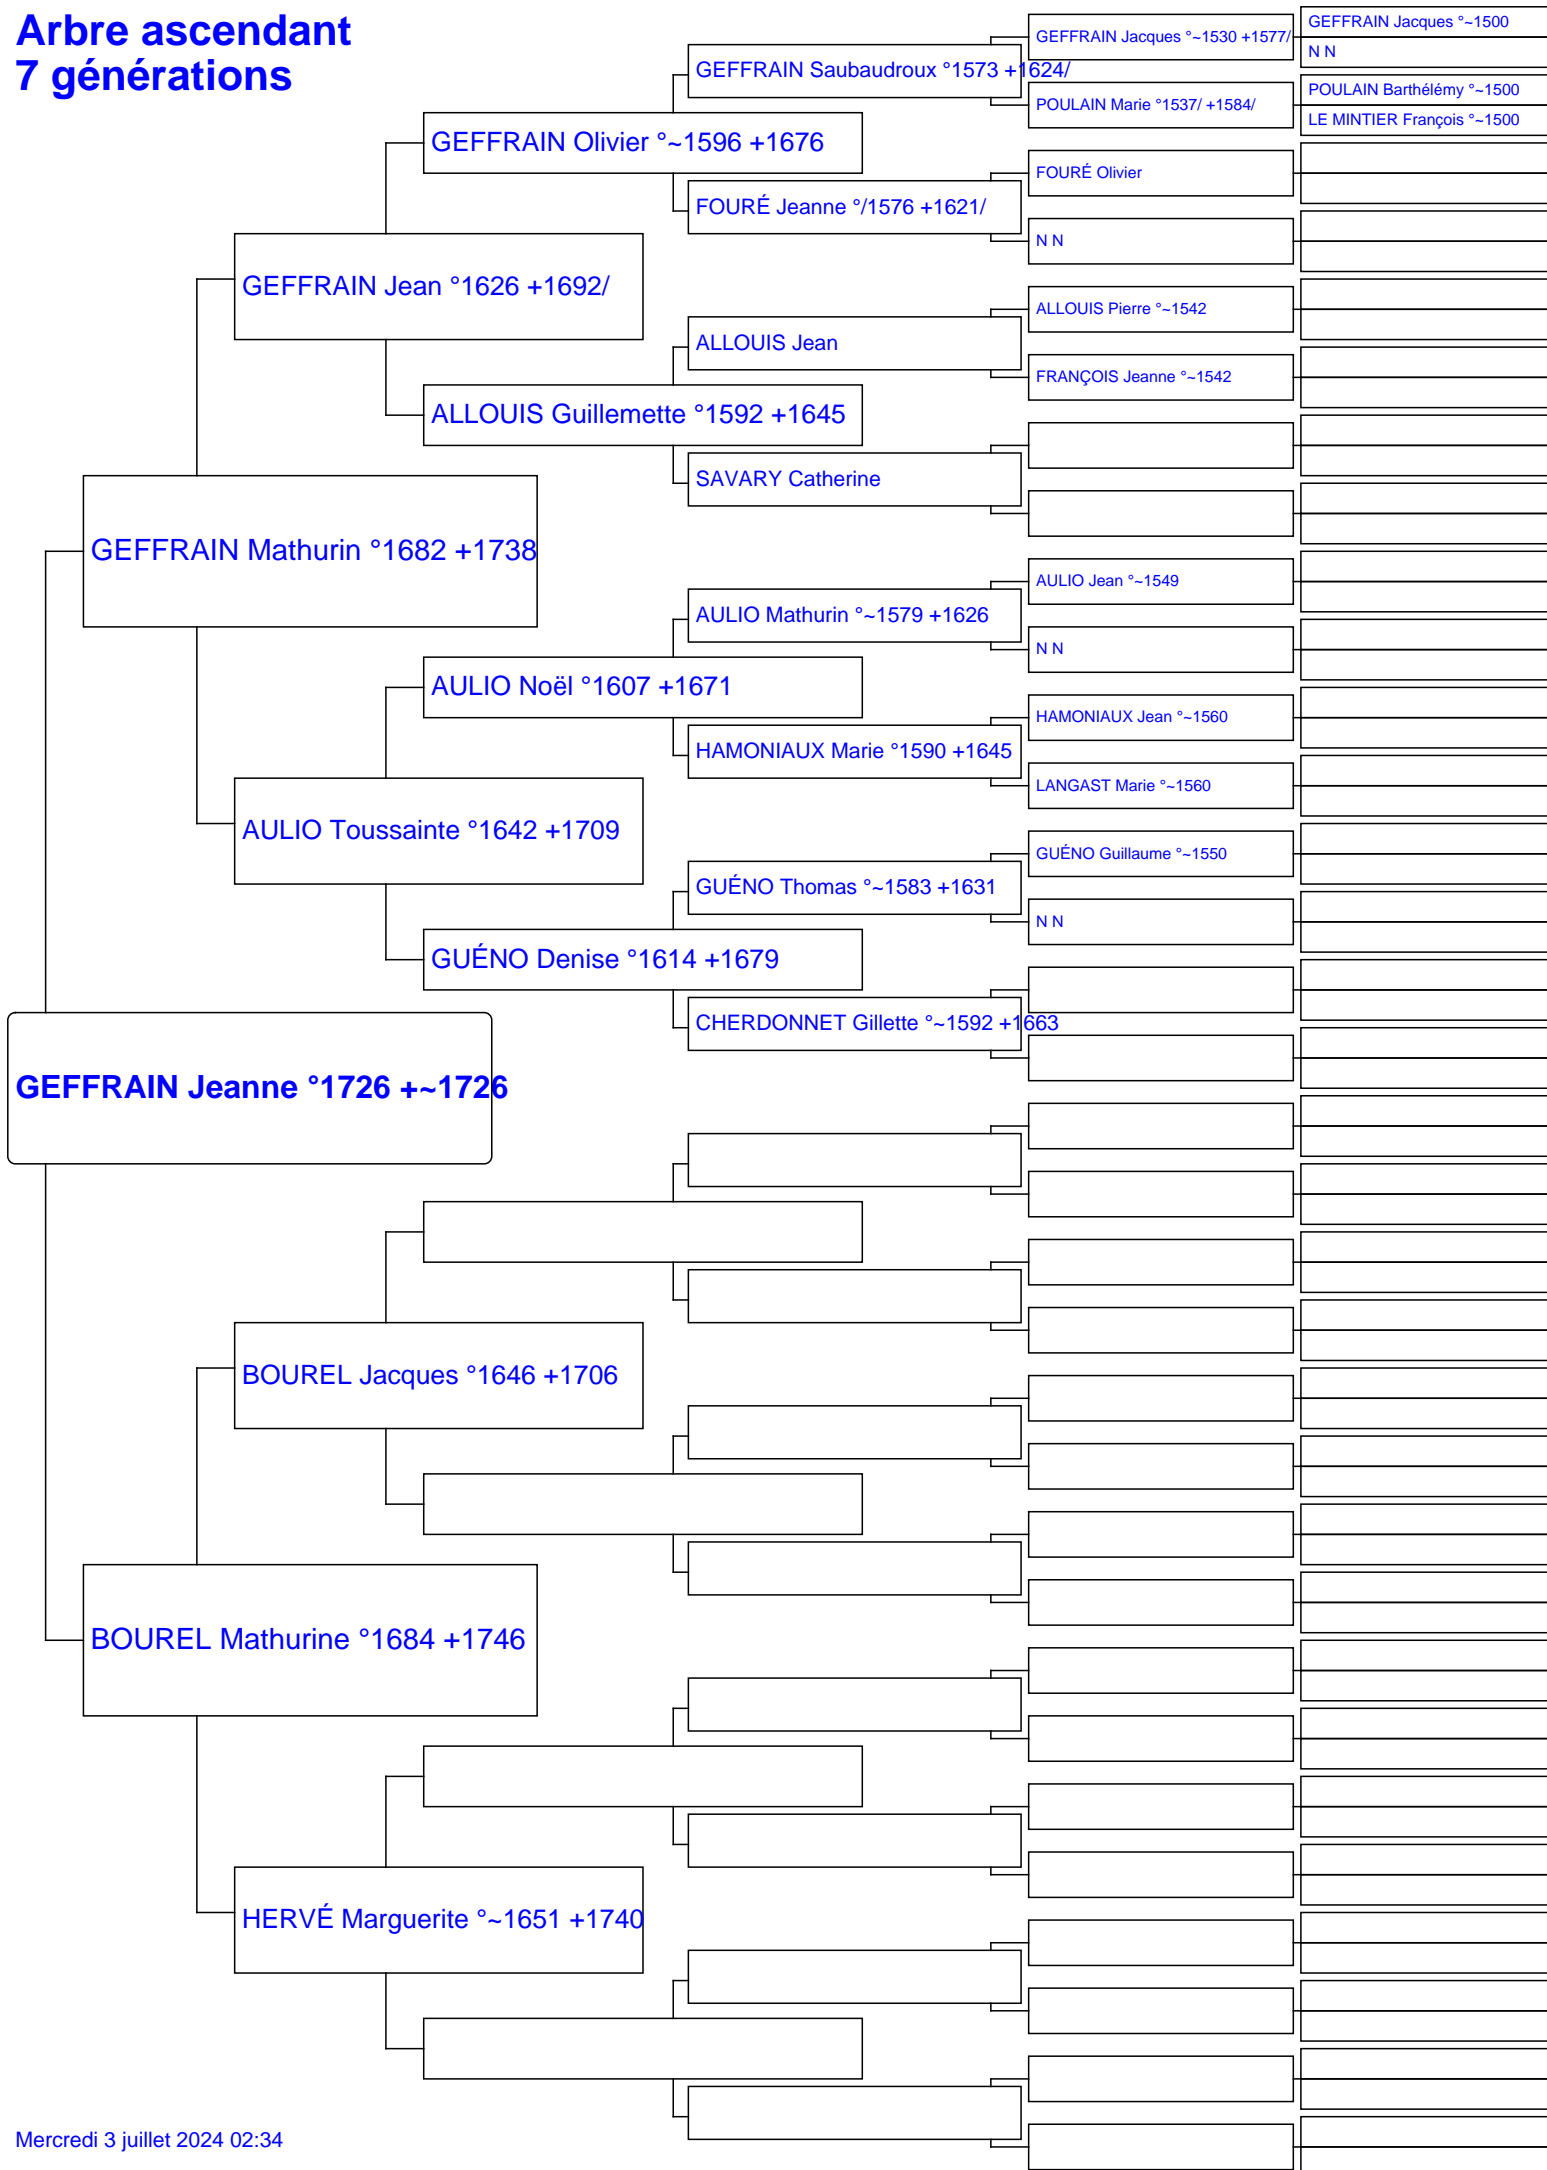 Arbre ascendant
7 générations
GEFFRAIN Jacques °~1500
GEFFRAIN Jacques °~1530 +1577/
N N
GEFFRAIN Saubaudroux °1573 +1624/
POULAIN Barthélémy °~1500
POULAIN Marie °1537/ +1584/
LE MINTIER François °~1500
GEFFRAIN Olivier °~1596 +1676
FOURÉ Olivier
FOURÉ Jeanne °/1576 +1621/
N N
GEFFRAIN Jean °1626 +1692/
ALLOUIS Pierre °~1542
ALLOUIS Jean
FRANÇOIS Jeanne °~1542
ALLOUIS Guillemette °1592 +1645
SAVARY Catherine
GEFFRAIN Mathurin °1682 +1738
AULIO Jean °~1549
AULIO Mathurin °~1579 +1626
N N
AULIO Noël °1607 +1671
HAMONIAUX Jean °~1560
HAMONIAUX Marie °1590 +1645
LANGAST Marie °~1560
AULIO Toussainte °1642 +1709
GUÉNO Guillaume °~1550
GUÉNO Thomas °~1583 +1631
N N
GUÉNO Denise °1614 +1679
CHERDONNET Gillette °~1592 +1663
GEFFRAIN Jeanne °1726 +~1726
BOUREL Jacques °1646 +1706
BOUREL Mathurine °1684 +1746
HERVÉ Marguerite °~1651 +1740
Mercredi 3 juillet 2024 02:34